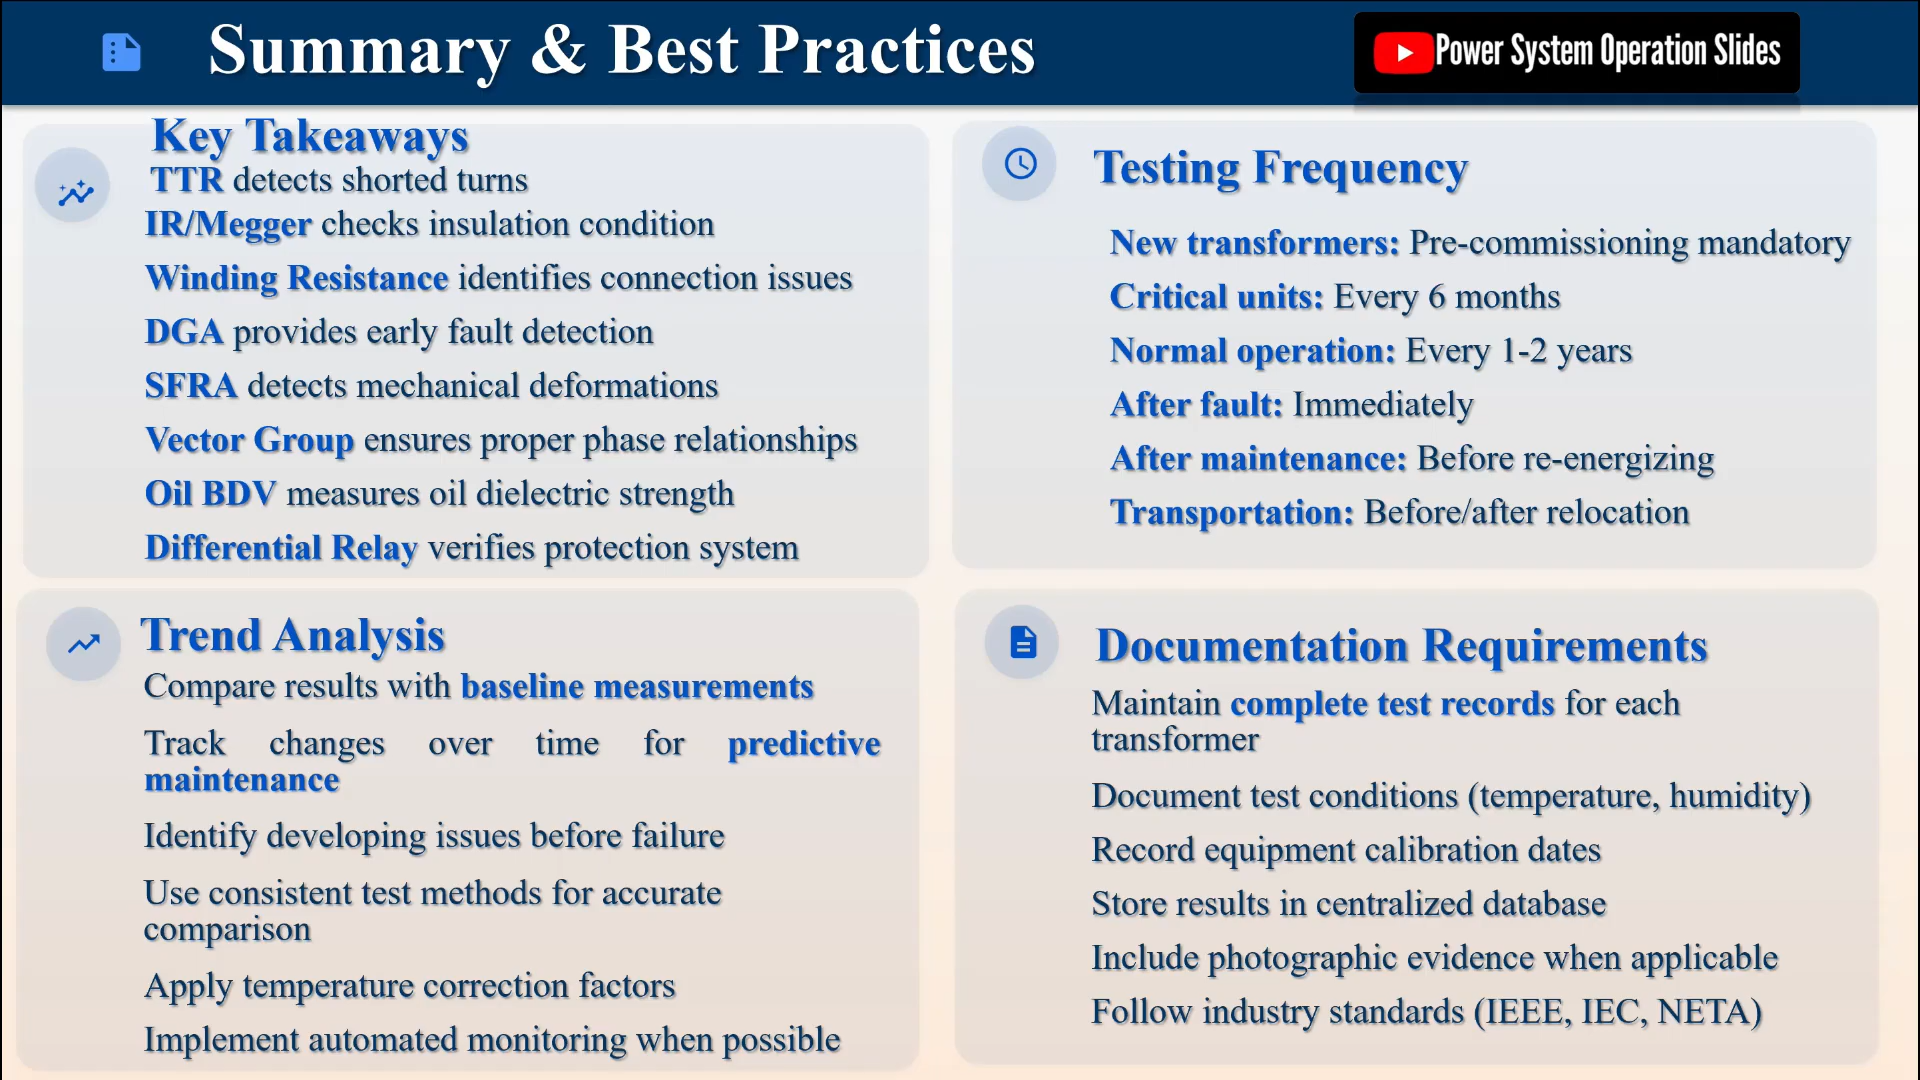 Summary & Best Practices
Power System Operation Slides
Key Takeaways
TTR detects shorted turns
IR/Megger checks insulation condition
Winding Resistance identifies connection issues
DGA provides early fault detection
SFRA detects mechanical deformations
Vector Group ensures proper phase relationships
Oil BDV measures oil dielectric strength
Differential Relay verifies protection system
Testing Frequency
New transformers: Pre-commissioning mandatory
Critical units: Every 6 months
Normal operation: Every 1-2 years
After fault: Immediately
After maintenance: Before re-energizing
Transportation: Before/after relocation
Trend Analysis
Compare results with baseline measurements
Track changes over time for predictive
maintenance
Identify developing issues before failure
Use consistent test methods for accurate
comparison
Apply temperature correction factors
Implement automated monitoring when possible
Documentation Requirements
Maintain complete test records for each
transformer
Document test conditions (temperature, humidity)
Record equipment calibration dates
Store results in centralized database
Include photographic evidence when applicable
Follow industry standards (IEEE, IEC, NETA)